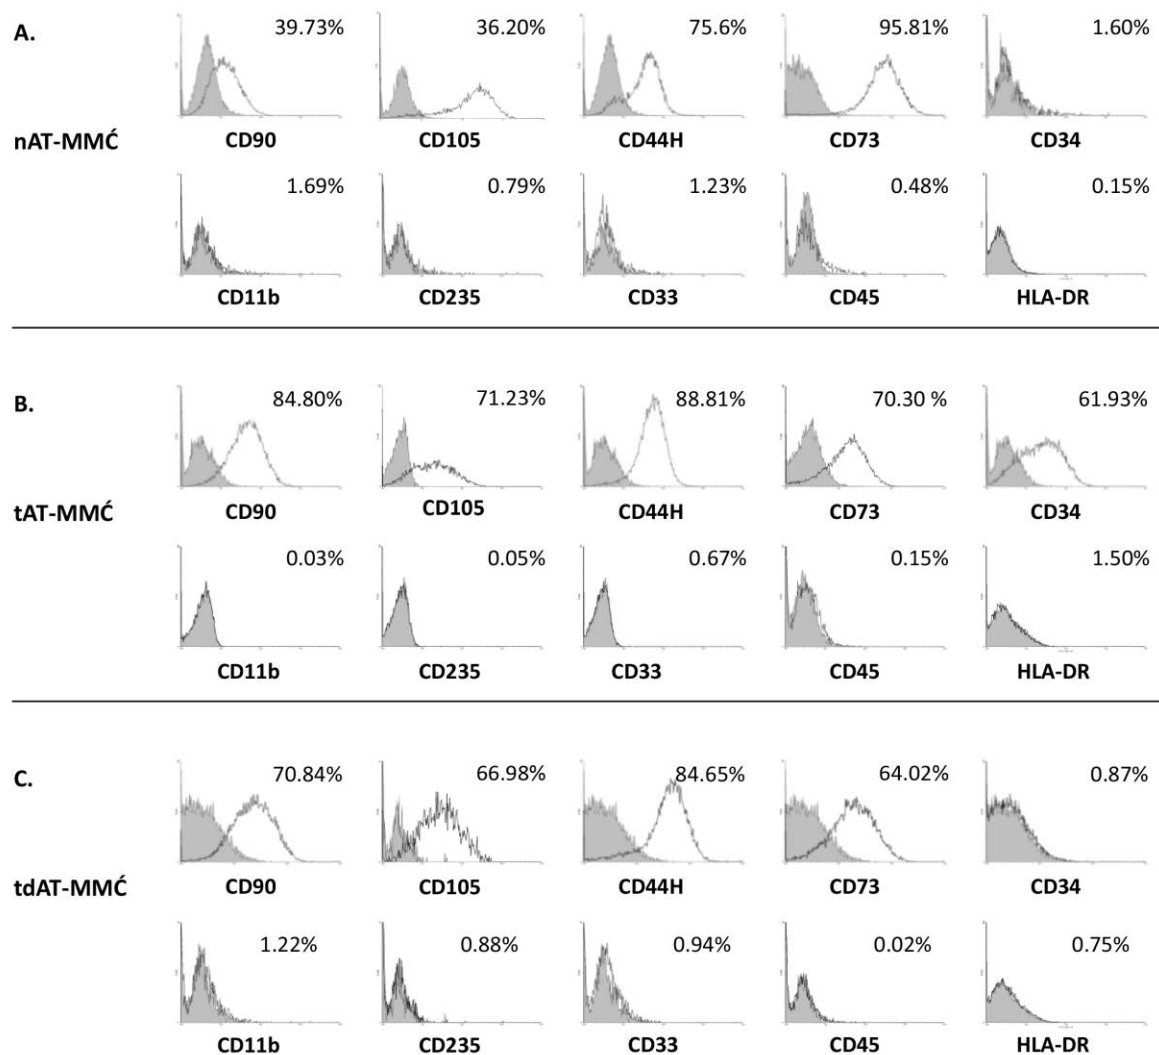 A.
39.73% 36.20% 75.6% 95.81% 1.60%
nAT-MMĆ
CD90 CD105 CD44H CD73 CD34
1.69% 0.79% 1.23% 0.48% 0.15%
CD11b CD235 CD33 CD45 HLA-DR
B.
84.80% 71.23% 88.81% 70.30 % 61.93%
tAT-MMĆ
CD90 CD105 CD44H CD73 CD34
0.03% 0.05% 0.67% 0.15% 1.50%
CD11b CD235 CD33 CD45 HLA-DR
C.
70.84% 66.98% 84.65% 64.02% 0.87%
tdAT-MMĆ
CD90 CD105 CD44H CD73 CD34
1.22% 0.88% 0.94% 0.02% 0.75%
CD11b CD235 CD33 CD45 HLA-DR